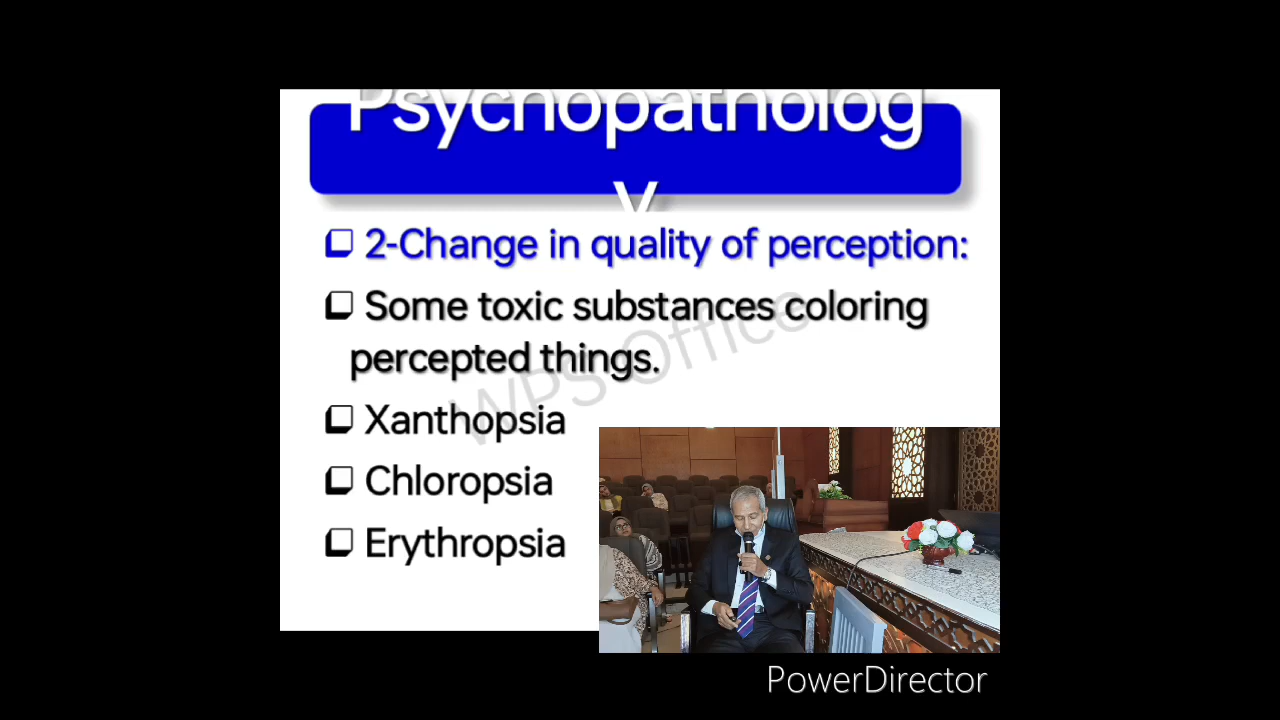 Psychopatholog
y
❑ 2-Change in quality of perception:
❑ Some toxic substances coloring
percepted things.
❑ Xanthopsia
❑ Chloropsia
❑ Erythropsia
WPS Office
PowerDirector